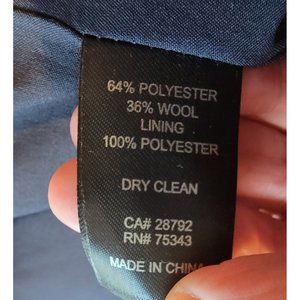 64% POLYESTER
36% WOOL
LINING
100% POLYESTER
DRY CLEAN
CA# 28792
RN# 75343
MADE IN CHINA